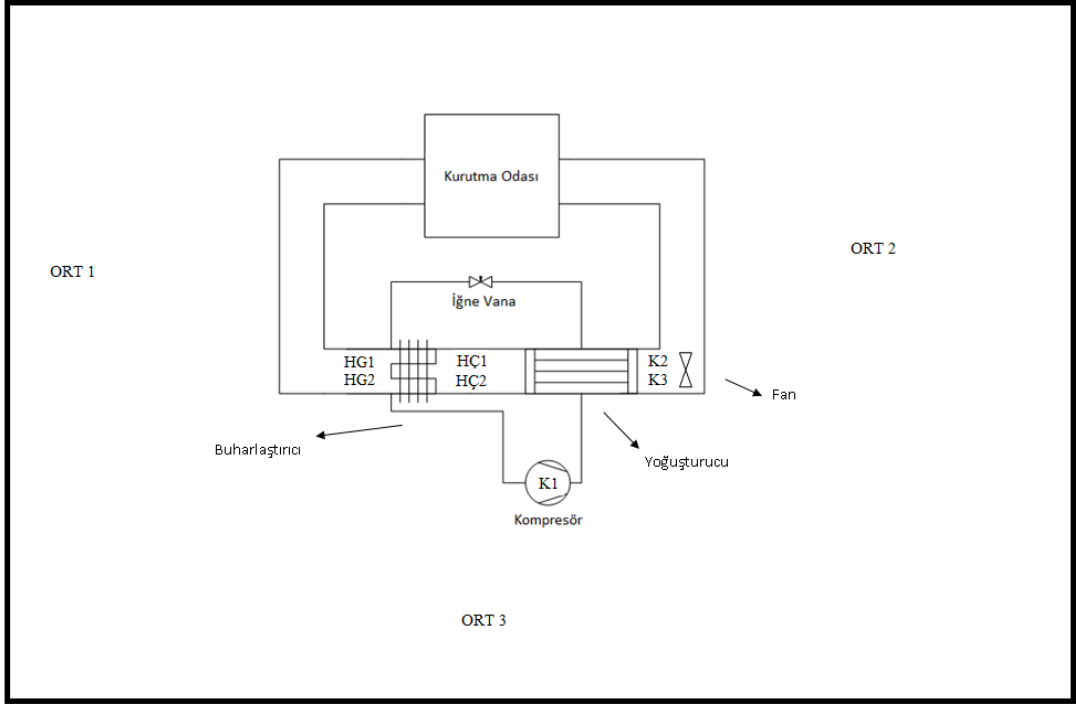 Kurutma Odası
ORT 1
ORT 2
İğne Vana
HG1
HG2
HÇ1
HÇ2
K2
K3
Fan
Buharlaştırıcı
Yoğuşturucu
K1
Kompresör
ORT 3